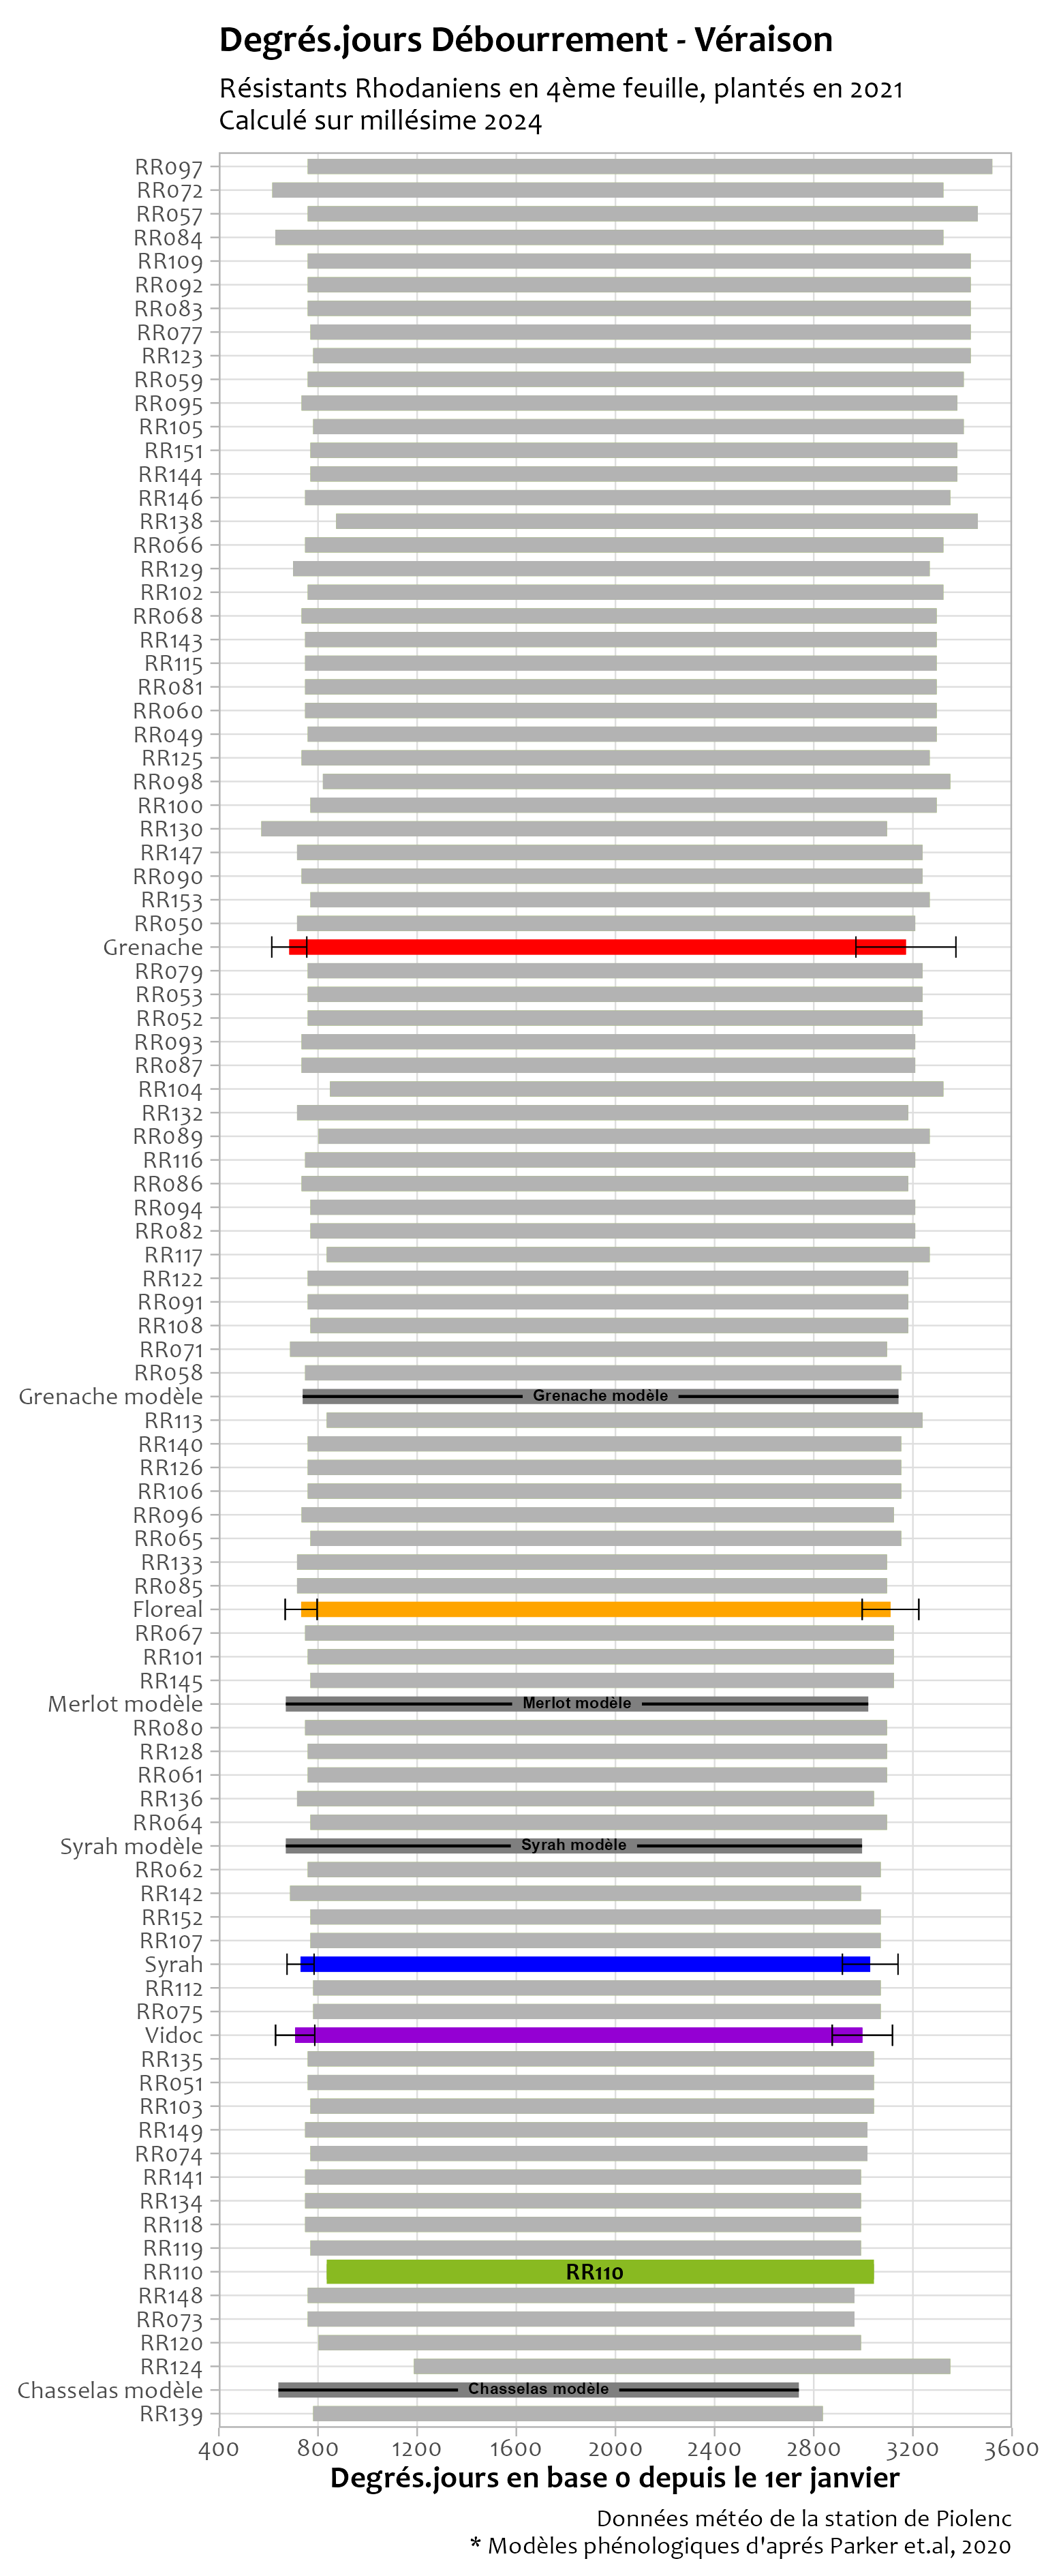 Degrés.jours Débourrement - Véraison
Résistants Rhodaniens en 4ème feuille, plantés en 2021
Calculé sur millésime 2024
RR097
RR072
RR057
RR084
RR109
RR092
RR083
RR077
RR123
RR059
RR095
RR105
RR151
RR144
RR146
RR138
RR066
RR129
RR102
RR068
RR143
RR115
RR081
RR060
RR049
RR125
RR098
RR100
RR130
RR147
RR090
RR153
RR050
Grenache
RR079
RR053
RR052
RR093
RR087
RR104
RR132
RR089
RR116
RR086
RR094
RR082
RR117
RR122
RR091
RR108
RR071
RR058
Grenache modèle Grenache modèle
RR113
RR140
RR126
RR106
RR096
RR065
RR133
RR085
Floreal
RR067
RR101
RR145
Merlot modèle Merlot modèle
RR080
RR128
RR061
RR136
RR064
Syrah modèle Syrah modèle
RR062
RR142
RR152
RR107
Syrah
RR112
RR075
Vidoc
RR135
RR051
RR103
RR149
RR074
RR141
RR134
RR118
RR119
RR110 RR110
RR148
RR073
RR120
RR124
Chasselas modèle Chasselas modèle
RR139
400 800 1200 1600 2000 2400 2800 3200 3600
Degrés.jours en base 0 depuis le 1er janvier
Données météo de la station de Piolenc
* Modèles phénologiques d'aprés Parker et.al, 2020